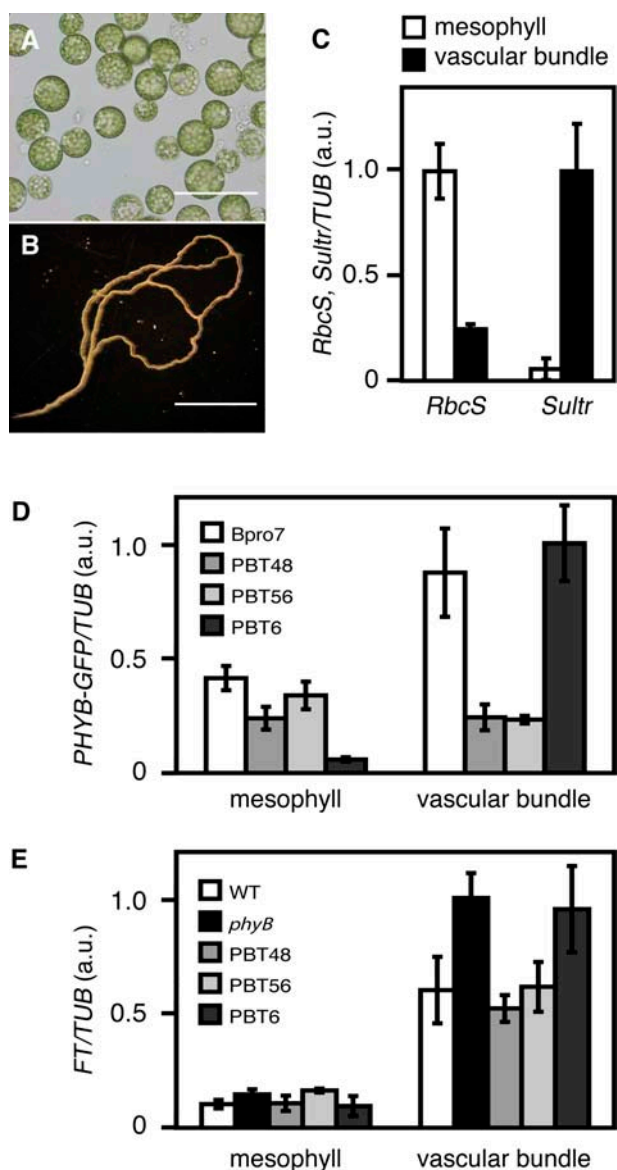 A
B
C
mesophyll
vascular bundle
RbcS, Sultr/TUB (a.u.)
1.0
0.5
0
RbcS
Sultr
D
PHYB-GFP/TUB (a.u.)
1.0
0.5
0
Bpro7
PBT48
PBT56
PBT6
mesophyll
vascular bundle
E
FT/TUB (a.u.)
1.0
0.5
0
WT
phyB
PBT48
PBT56
PBT6
mesophyll
vascular bundle